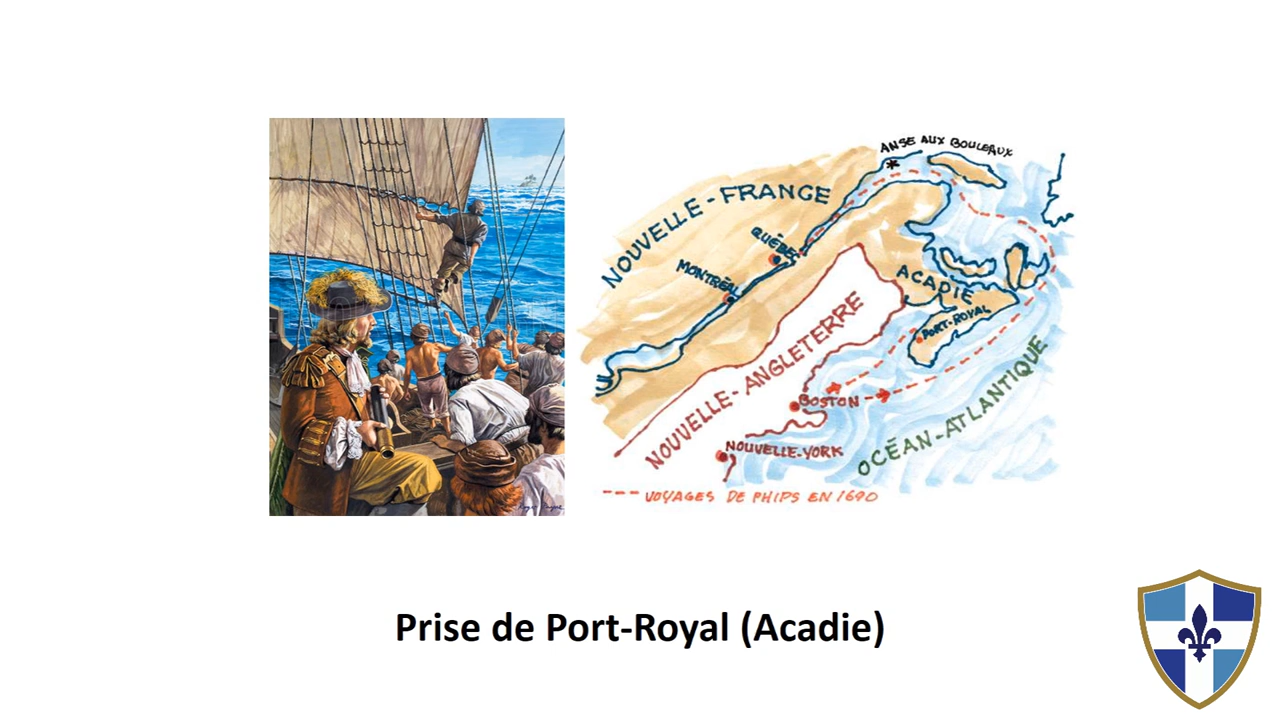 ANSE AUX BOULEAUX
NOUVELLE-FRANCE
QUÉBEC
MONTRÉAL
ACADIE
PORT-ROYAL
NOUVELLE-ANGLETERRE
BOSTON
NOUVELLE-YORK
OCÉAN-ATLANTIQUE
--- VOYAGES DE PHIPS EN 1690
Prise de Port-Royal (Acadie)